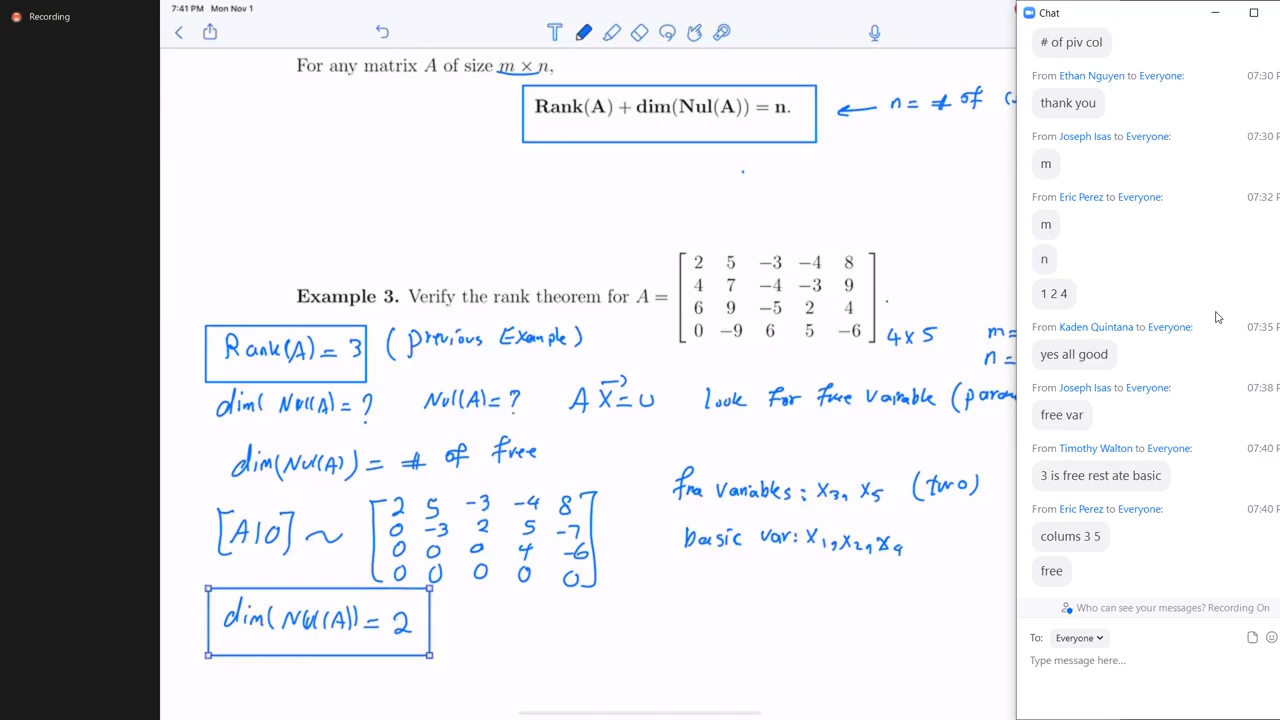 Recording
7:41 PM Mon Nov 1
For any matrix A of size m × n,
Rank(A) + dim(Nul(A)) = n.
← n = # of
Example 3. Verify the rank theorem for A =
2 5 −3 −4 8
4 7 −4 −3 9
6 9 −5 2 4
0 −9 6 5 −6
.
4 x 5
m =
n =
Rank(A) = 3
(previous Example)
dim( Nul(A) = ?
Nul(A) = ?
A X = 0
look for free variable
dim(Nul(A)) = # of free
[A|0] ~
2 5 -3 -4 8
0 -3 2 5 -7
0 0 0 4 -6
0 0 0 0 0
free variables: x3, x5 (two)
basic var: x1, x2, x4
dim( Nul(A)) = 2
Chat
# of piv col
From Ethan Nguyen to Everyone: 07:30
thank you
From Joseph Isas to Everyone: 07:30
m
From Eric Perez to Everyone: 07:32
m
n
1 2 4
From Kaden Quintana to Everyone: 07:35
yes all good
From Joseph Isas to Everyone: 07:38
free var
From Timothy Walton to Everyone: 07:40
3 is free rest ate basic
From Eric Perez to Everyone: 07:40
colums 3 5
free
Who can see your messages? Recording On
To: Everyone
Type message here...